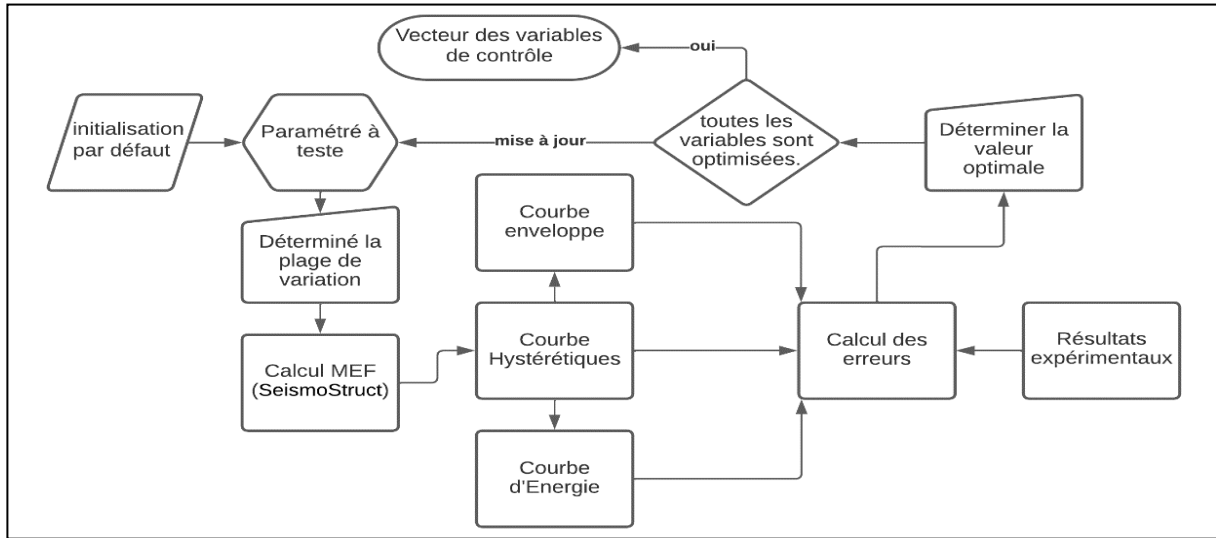 Vecteur des variables
de contrôle
oui
initialisation
par défaut
Paramétré à
teste
mise à jour
toutes les
variables sont
optimisées.
Déterminer la
valeur
optimale
Déterminé la
plage de
variation
Courbe
enveloppe
Calcul MEF
(SeismoStruct)
Courbe
Hystérétiques
Calcul des
erreurs
Résultats
expérimentaux
Courbe
d'Energie